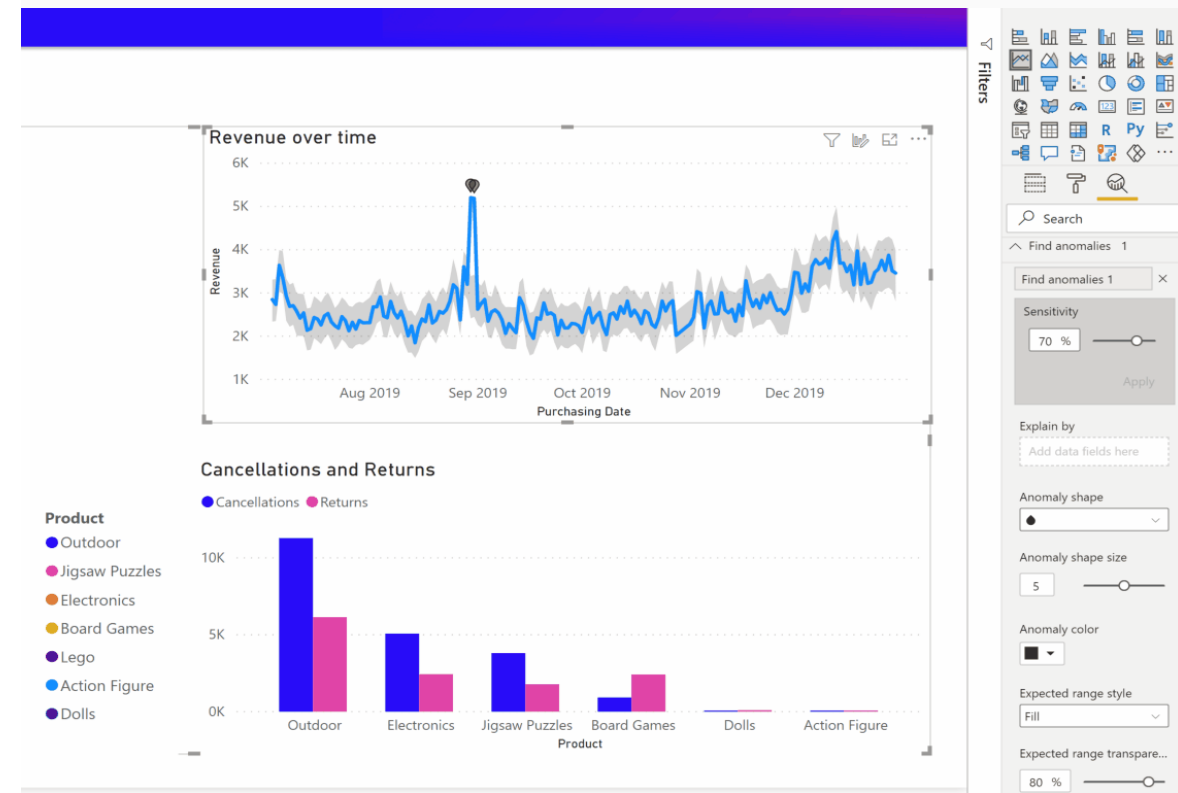 Filters
Revenue over time
6K
5K
4K
3K
2K
1K
Revenue
Aug 2019 Sep 2019 Oct 2019 Nov 2019 Dec 2019
Purchasing Date
Cancellations and Returns
Cancellations Returns
10K
5K
0K
Outdoor Electronics Jigsaw Puzzles Board Games Dolls Action Figure
Product
Product
Outdoor
Jigsaw Puzzles
Electronics
Board Games
Lego
Action Figure
Dolls
123
R Py
Search
Find anomalies 1
Find anomalies 1
Sensitivity
70 %
Apply
Explain by
Add data fields here
Anomaly shape
Anomaly shape size
5
Anomaly color
Expected range style
Fill
Expected range transpare...
80 %